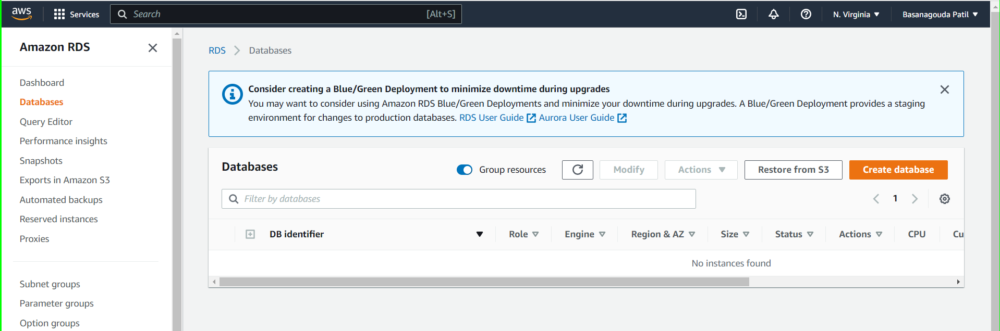 aws Services Search [Alt+S] N. Virginia Basanagouda Patil
Amazon RDS
Dashboard
Databases
Query Editor
Performance insights
Snapshots
Exports in Amazon S3
Automated backups
Reserved instances
Proxies
Subnet groups
Parameter groups
Option groups
RDS Databases
Consider creating a Blue/Green Deployment to minimize downtime during upgrades
You may want to consider using Amazon RDS Blue/Green Deployments and minimize your downtime during upgrades. A Blue/Green Deployment provides a staging
environment for changes to production databases. RDS User Guide Aurora User Guide
Databases Group resources Modify Actions Restore from S3 Create database
Filter by databases 1
DB identifier Role Engine Region & AZ Size Status Actions CPU Cu
No instances found